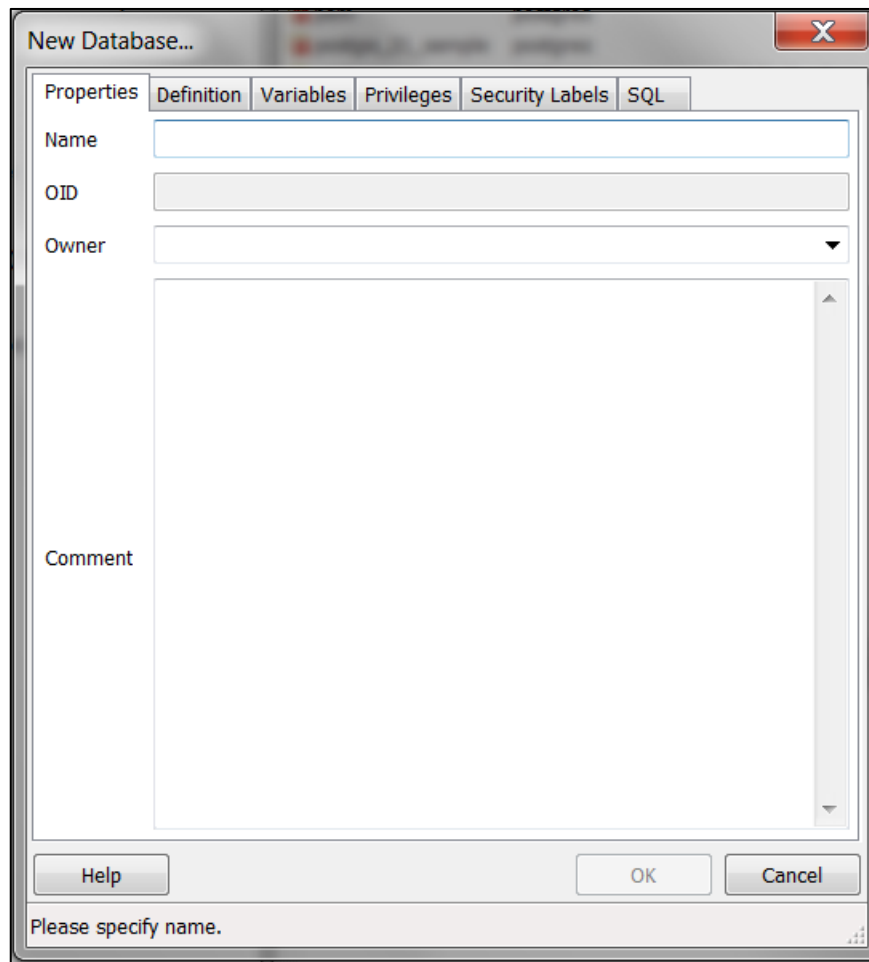 New Database...
Properties Definition Variables Privileges Security Labels SQL
Name
OID
Owner
Comment
Help OK Cancel
Please specify name.